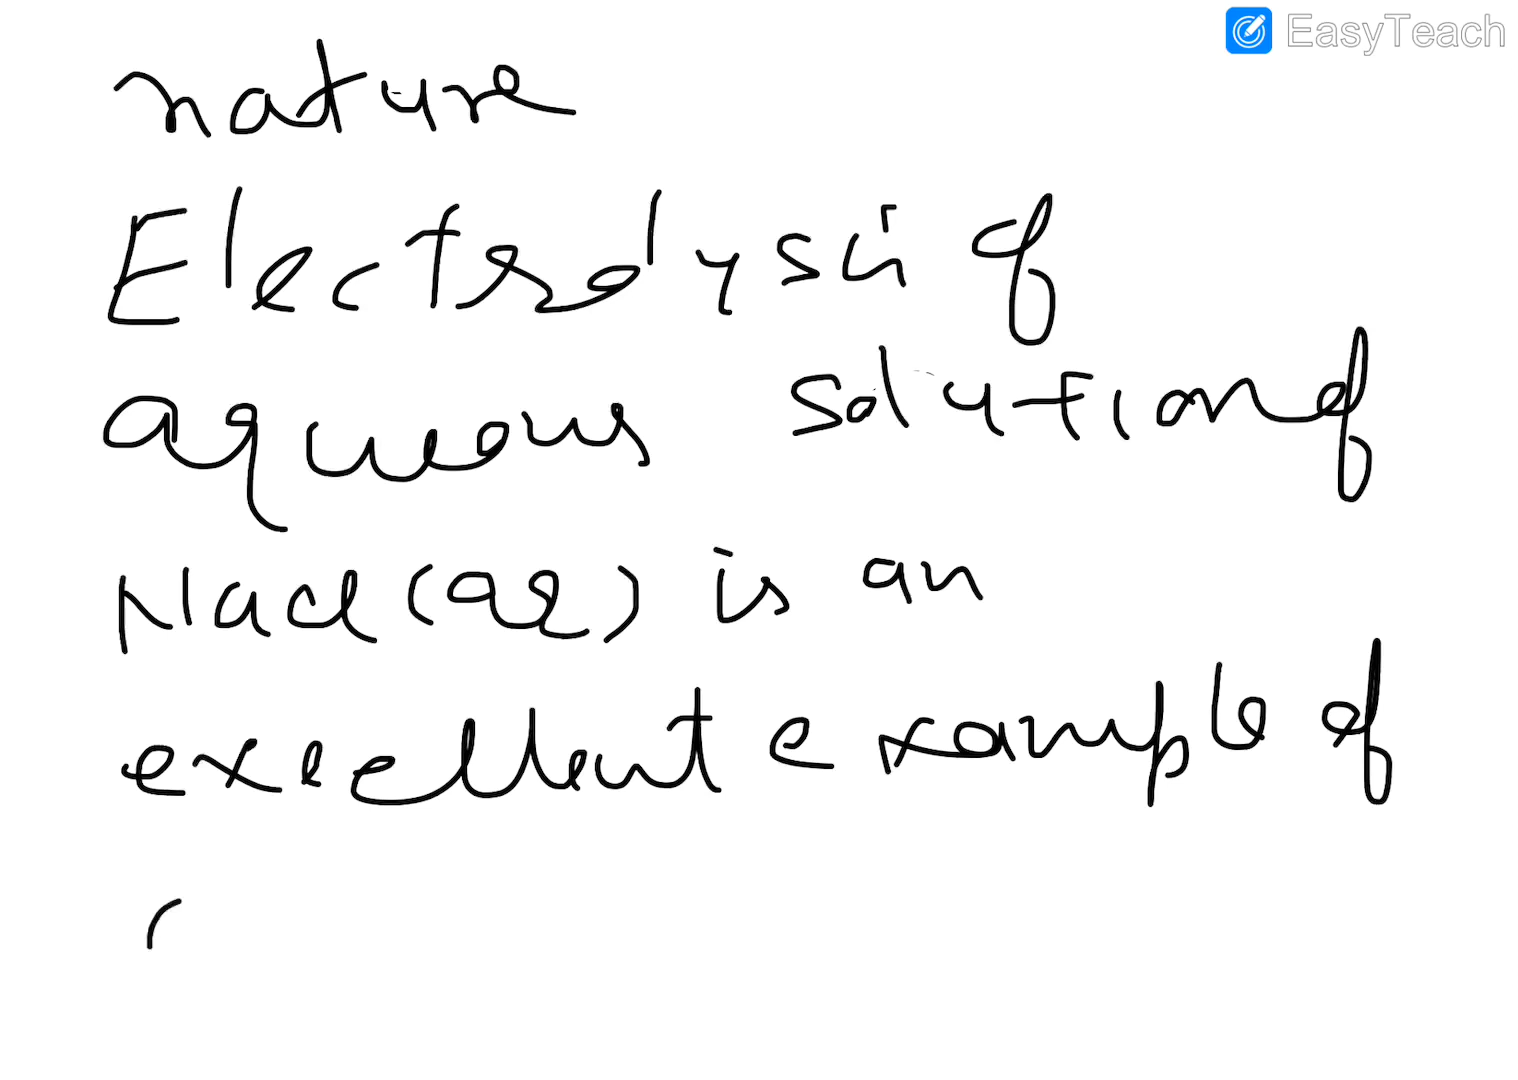 EasyTeach
nature
Electrolysis of
aqueous solution of
Nacl (aq) is an
excellent example of